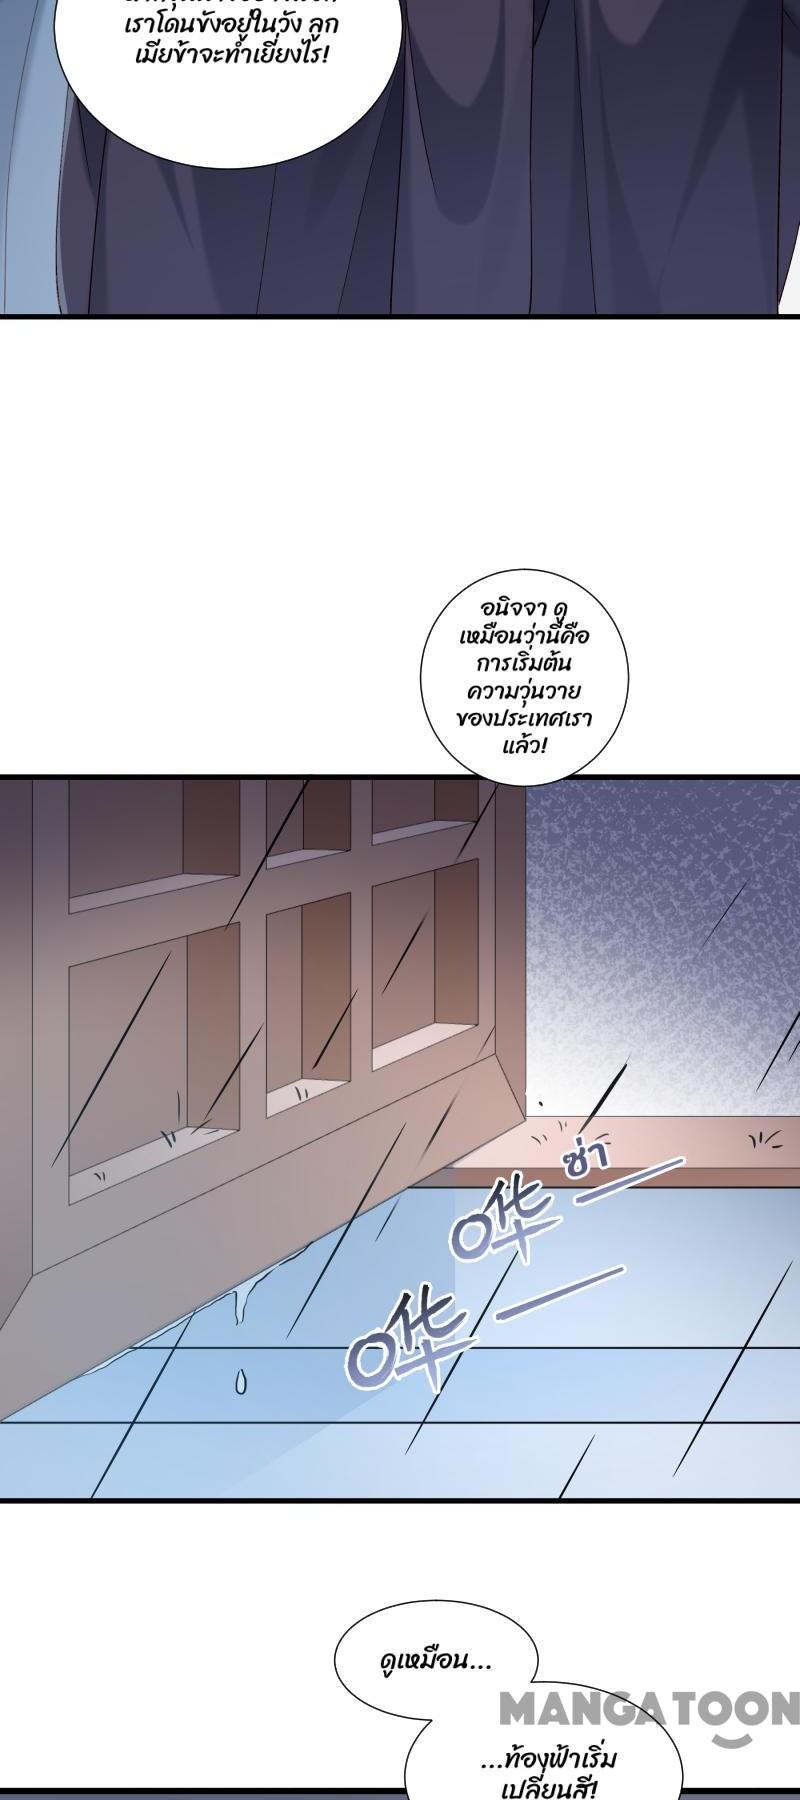 เราโดนขังอยู่ในวัง ลูก
เมียข้าจะทำเยี่ยงไร!
อนิจจา ดู
เหมือนว่านี่คือ
การเริ่มต้น
ความวุ่นวาย
ของประเทศเรา
แล้ว!
ซ่า
哗
哗
ดูเหมือน...
MANGATOON
...ท้องฟ้าเริ่ม
เปลี่ยนสี!